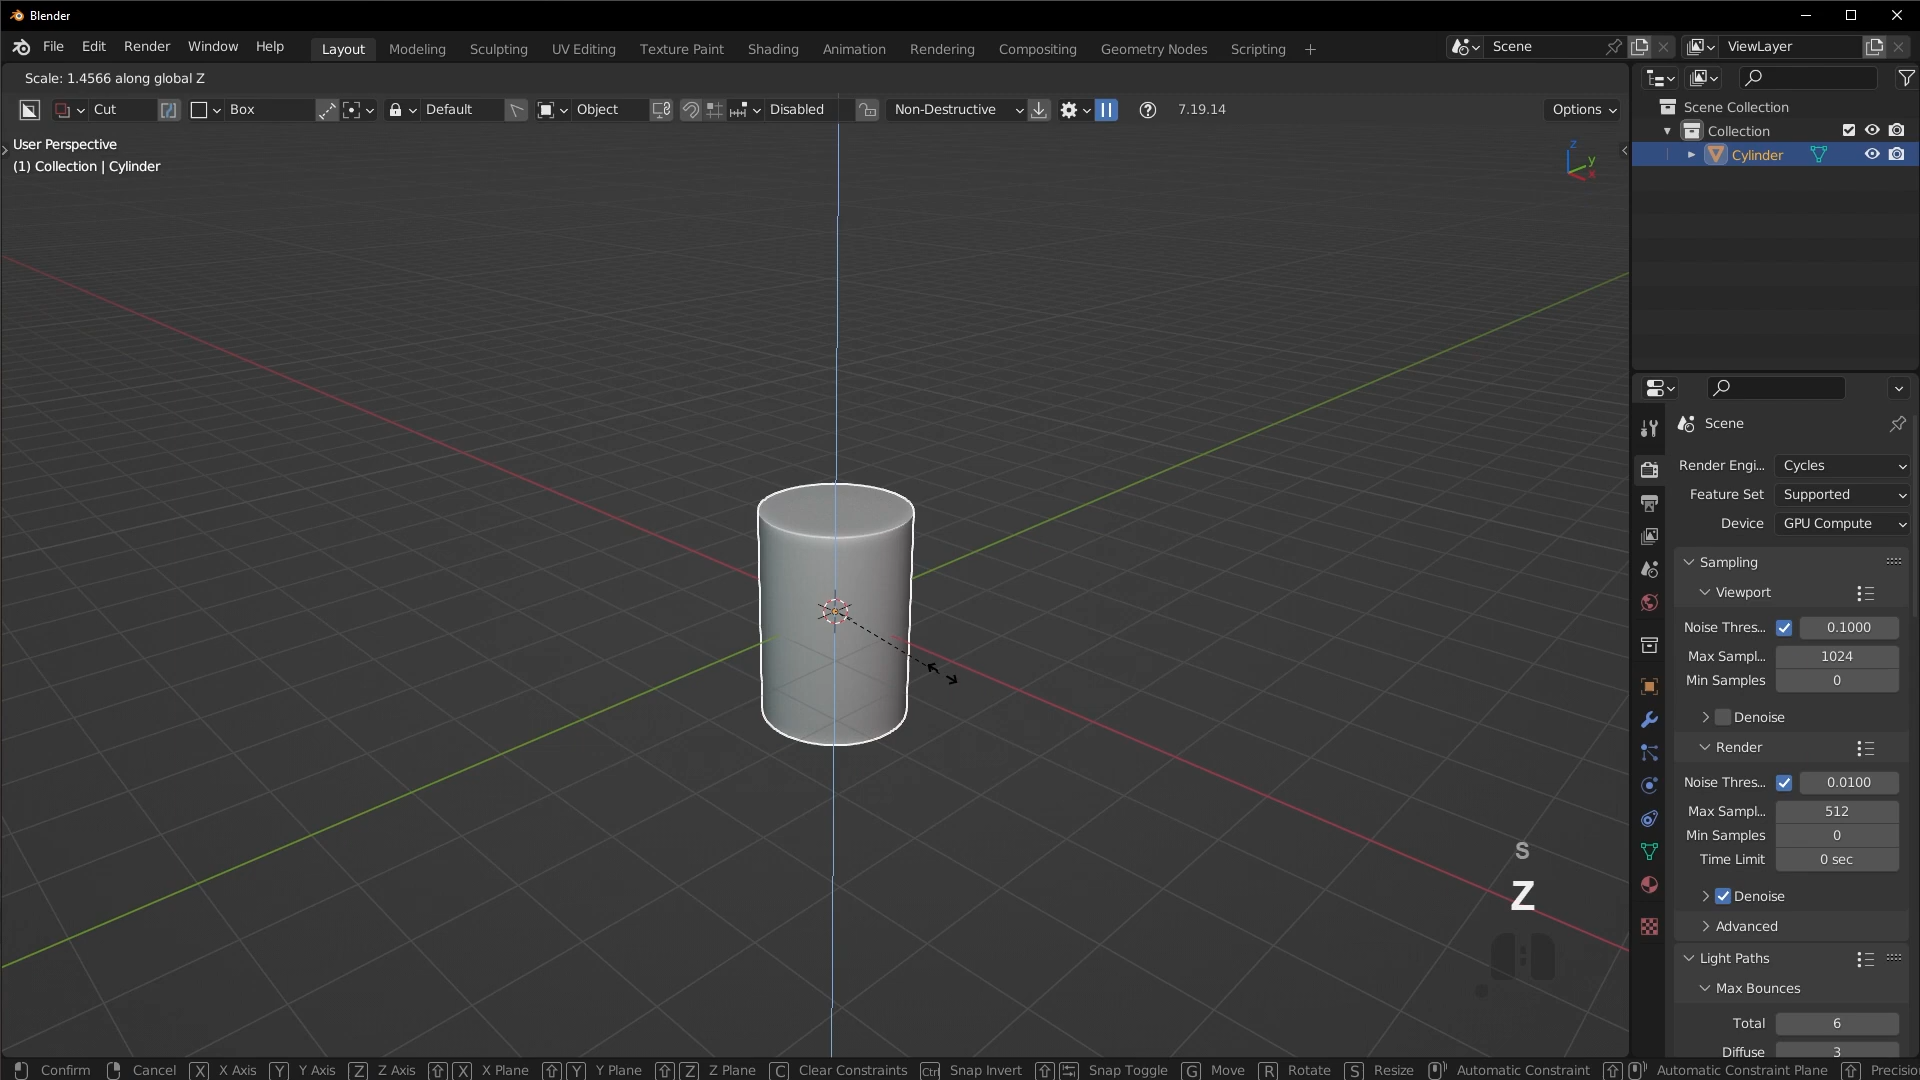 Blender
File Edit Render Window Help Layout Modeling Sculpting UV Editing Texture Paint Shading Animation Rendering Compositing Geometry Nodes Scripting + Scene ViewLayer
Scale: 1.4566 along global Z
Cut Box Default Object Disabled Non-Destructive 7.19.14 Options
User Perspective
(1) Collection | Cylinder
Z
y
x
Scene Collection
Collection
Cylinder
Scene
Render Engi... Cycles
Feature Set Supported
Device GPU Compute
Sampling
Viewport
Noise Thres... 0.1000
Max Sampl... 1024
Min Samples 0
Denoise
Render
Noise Thres... 0.0100
Max Sampl... 512
Min Samples 0
Time Limit 0 sec
Denoise
Advanced
Light Paths
Max Bounces
Total 6
Diffuse 3
S
Z
Confirm Cancel X X Axis Y Y Axis Z Z Axis X X Plane Y Y Plane Z Z Plane C Clear Constraints Ctrl Snap Invert Snap Toggle G Move R Rotate S Resize Automatic Constraint Automatic Constraint Plane Precisio